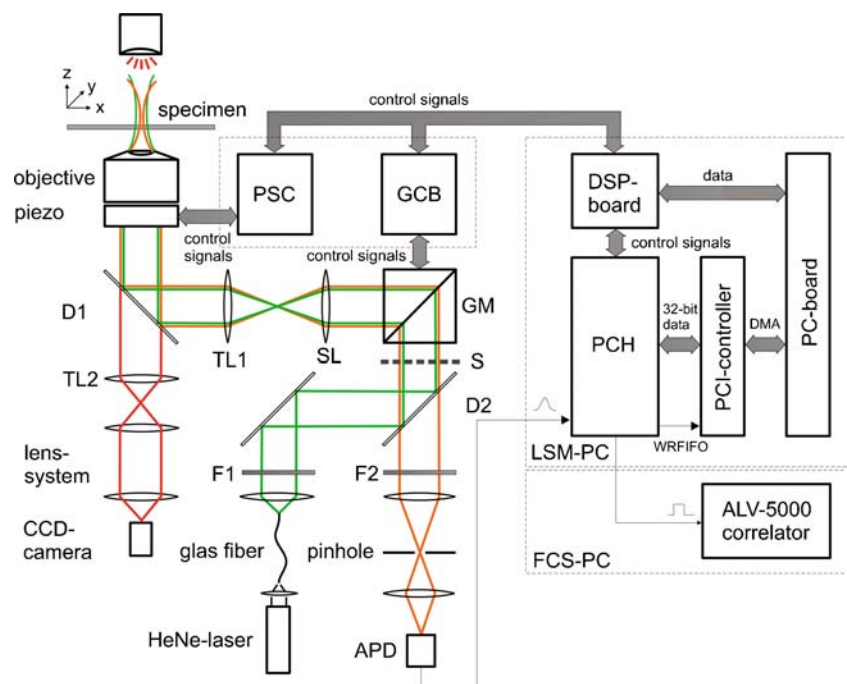 z
y
x
specimen
objective
piezo
control
signals
control signals
PSC
GCB
control signals
DSP-
board
data
control signals
PCH
32-bit
data
PCI-controller
DMA
PC-board
WRFIFO
LSM-PC
ALV-5000
correlator
FCS-PC
D1
TL1
SL
GM
S
D2
TL2
lens-
system
CCD-
camera
F1
F2
glas fiber
pinhole
HeNe-laser
APD